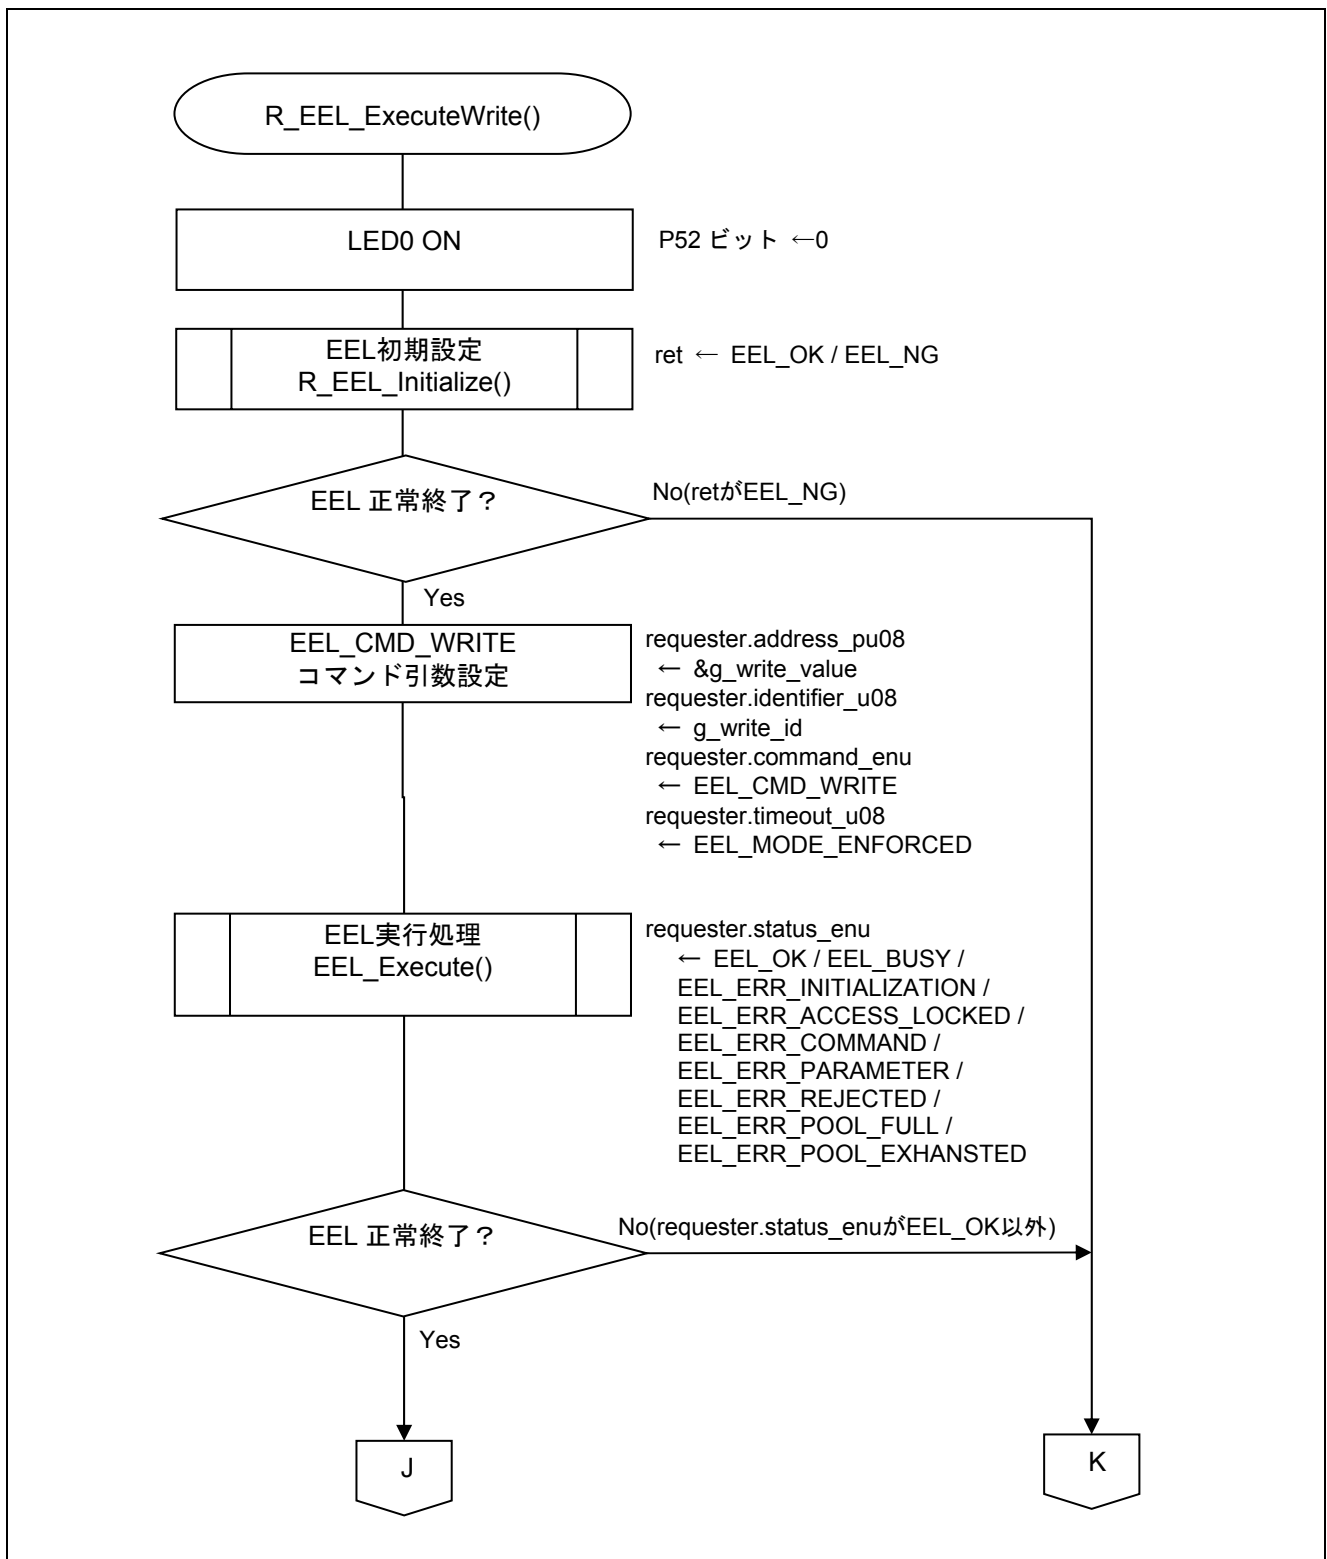 R_EEL_ExecuteWrite()
LED0 ON
P52 ビット ←0
EEL初期設定
R_EEL_Initialize()
ret ← EEL_OK / EEL_NG
EEL 正常終了？
No(retがEEL_NG)
Yes
EEL_CMD_WRITE
コマンド引数設定
requester.address_pu08
← &g_write_value
requester.identifier_u08
← g_write_id
requester.command_enu
← EEL_CMD_WRITE
requester.timeout_u08
← EEL_MODE_ENFORCED
EEL実行処理
EEL_Execute()
requester.status_enu
← EEL_OK / EEL_BUSY /
EEL_ERR_INITIALIZATION /
EEL_ERR_ACCESS_LOCKED /
EEL_ERR_COMMAND /
EEL_ERR_PARAMETER /
EEL_ERR_REJECTED /
EEL_ERR_POOL_FULL /
EEL_ERR_POOL_EXHANSTED
EEL 正常終了？
No(requester.status_enuがEEL_OK以外)
Yes
J
K